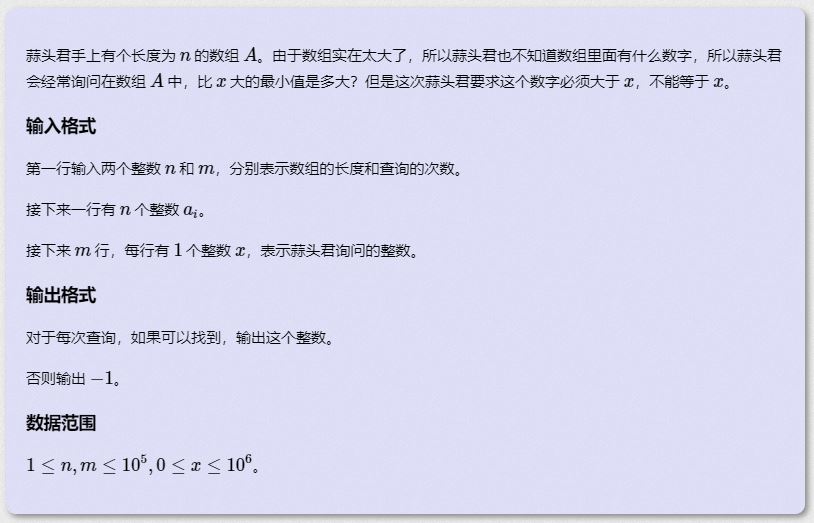 蒜头君手上有个长度为 n 的数组 A。由于数组实在太大了，所以蒜头君也不知道数组里面有什么数字，所以蒜头君
会经常询问在数组 A 中，比 x 大的最小值是多大？但是这次蒜头君要求这个数字必须大于 x，不能等于 x。
输入格式
第一行输入两个整数 n 和 m，分别表示数组的长度和查询的次数。
接下来一行有 n 个整数 aᵢ。
接下来 m 行，每行有 1 个整数 x，表示蒜头君询问的整数。
输出格式
对于每次查询，如果可以找到，输出这个整数。
否则输出 −1。
数据范围
1 ≤ n, m ≤ 10⁵, 0 ≤ x ≤ 10⁶。